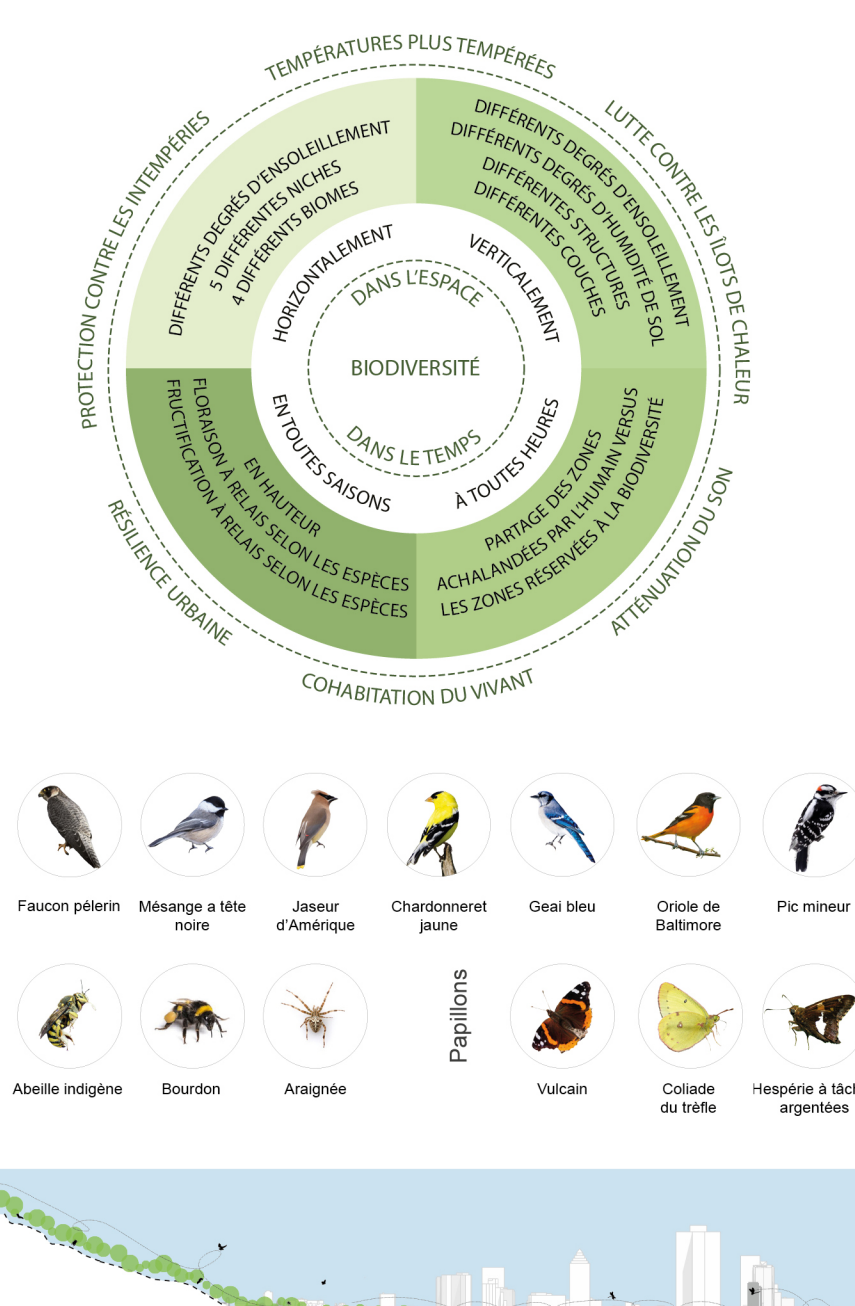 TEMPÉRATURES PLUS TEMPÉRÉES
PROTECTION CONTRE LES INTEMPÉRIES
LUTTE CONTRE LES ÎLOTS DE CHALEUR
DIFFÉRENTS DEGRÉS D'ENSOLEILLEMENT
5 DIFFÉRENTES NICHES
4 DIFFÉRENTS BIOMES
DIFFÉRENTS DEGRÉS D'ENSOLEILLEMENT
DIFFÉRENTS DEGRÉS D'HUMIDITÉ DE SOL
DIFFÉRENTES STRUCTURES
DIFFÉRENTES COUCHES
HORIZONTALEMENT
VERTICALEMENT
DANS L'ESPACE
BIODIVERSITÉ
DANS LE TEMPS
EN TOUTES SAISONS
À TOUTES HEURES
EN HAUTEUR
FLORAISON À RELAIS SELON LES ESPÈCES
FRUCTIFICATION À RELAIS SELON LES ESPÈCES
PARTAGE DES ZONES
ACHALANDÉES PAR L'HUMAIN VERSUS
LES ZONES RÉSERVÉES À LA BIODIVERSITÉ
RÉSILIENCE URBAINE
ATTÉNUATION DU SON
COHABITATION DU VIVANT
Faucon pélerin
Mésange a tête
noire
Jaseur
d'Amérique
Chardonneret
jaune
Geai bleu
Oriole de
Baltimore
Pic mineur
Abeille indigène
Bourdon
Araignée
Papillons
Vulcain
Coliade
du trèfle
Hespérie à
argentées